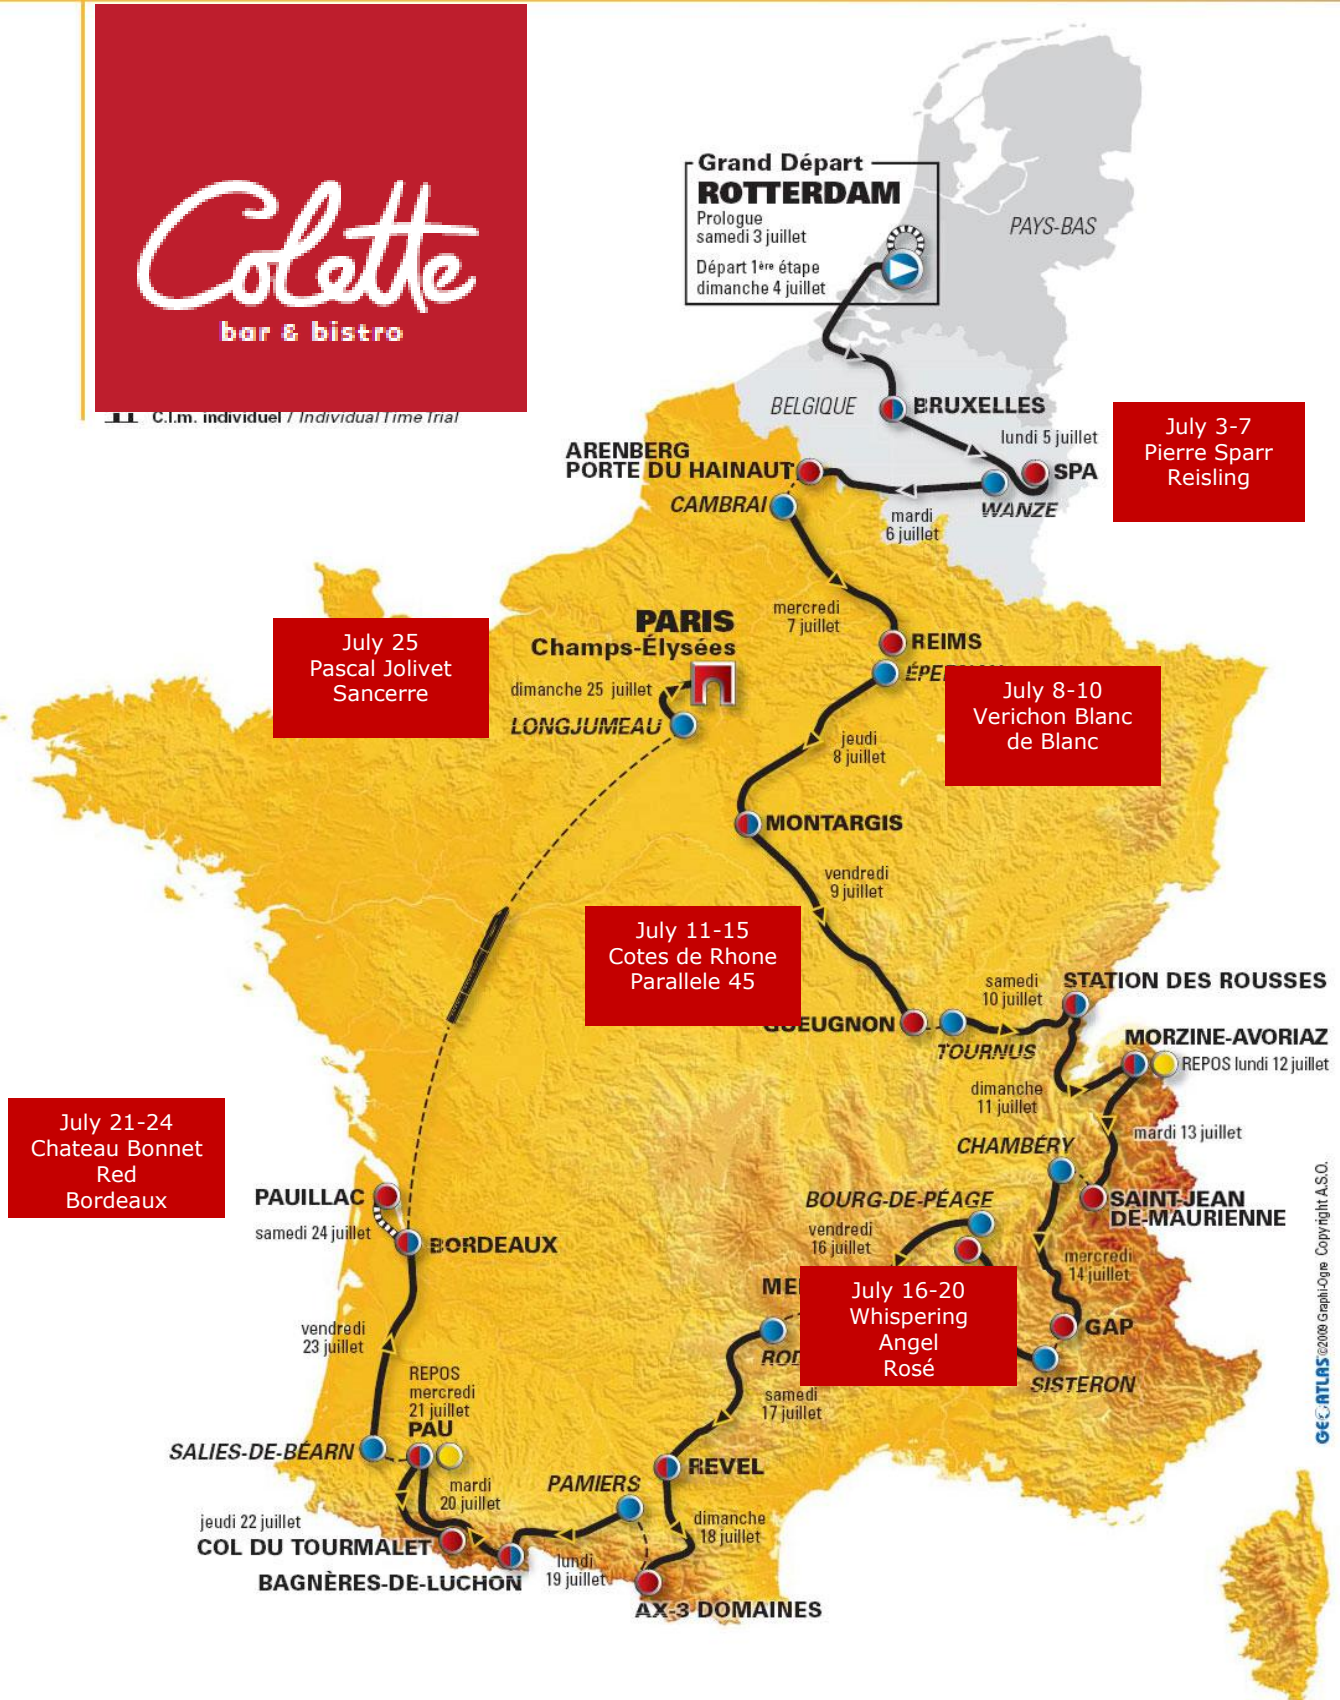 Colette
bar & bistro
C.l.m. individuel / Individual Time Trial
Grand Départ
ROTTERDAM
Prologue
samedi 3 juillet
Départ 1ère étape
dimanche 4 juillet
PAYS-BAS
BELGIQUE
BRUXELLES
lundi 5 juillet
SPA
WANZE
mardi
6 juillet
ARENBERG
PORTE DU HAINAUT
CAMBRAI
July 3-7
Pierre Sparr
Reisling
mercredi
7 juillet
REIMS
PARIS
Champs-Élysées
dimanche 25 juillet
LONGJUMEAU
July 25
Pascal Jolivet
Sancerre
July 8-10
Verichon Blanc
de Blanc
jeudi
8 juillet
MONTARGIS
vendredi
9 juillet
July 11-15
Cotes de Rhone
Parallele 45
GUEUGNON
samedi
10 juillet
TOURNUS
STATION DES ROUSSES
MORZINE-AVORIAZ
REPOS lundi 12 juillet
dimanche
11 juillet
mardi 13 juillet
CHAMBÉRY
SAINT-JEAN
DE-MAURIENNE
July 21-24
Chateau Bonnet
Red
Bordeaux
PAUILLAC
samedi 24 juillet
BORDEAUX
BOURG-DE-PÉAGE
vendredi
16 juillet
mercredi
14 juillet
GAP
SISTERON
July 16-20
Whispering
Angel
Rosé
samedi
17 juillet
vendredi
23 juillet
REPOS
mercredi
21 juillet
PAU
SALIES-DE-BÉARN
mardi
20 juillet
PAMIERS
REVEL
dimanche
18 juillet
jeudi 22 juillet
COL DU TOURMALET
BAGNÈRES-DE-LUCHON
lundi
19 juillet
AX-3 DOMAINES
GEOATLAS ©2009 Graphi-Ogre Copyright A.S.O.